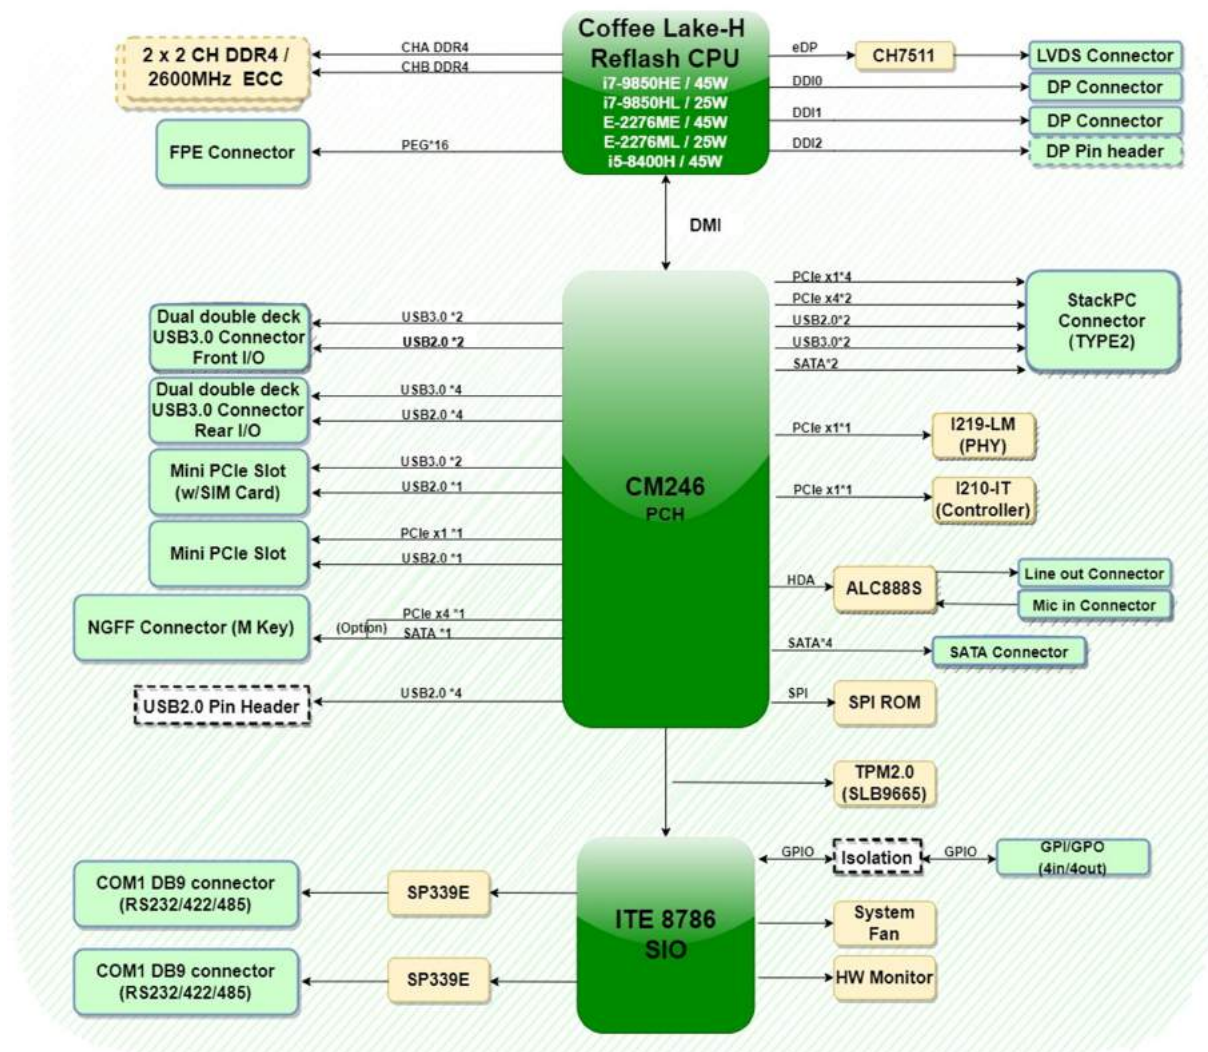 Coffee Lake-H
Reflash CPU
i7-9850HE / 45W
i7-9850HL / 25W
E-2276ME / 45W
E-2276ML / 25W
i5-8400H / 45W
2 x 2 CH DDR4 /
2600MHz ECC
CHA DDR4
CHB DDR4
FPE Connector
PEG*16
eDP
CH7511
LVDS Connector
DDI0
DP Connector
DDI1
DP Connector
DDI2
DP Pin header
DMI
CM246
PCH
Dual double deck
USB3.0 Connector
Front I/O
USB3.0 *2
USB2.0 *2
Dual double deck
USB3.0 Connector
Rear I/O
USB3.0 *4
USB2.0 *4
Mini PCIe Slot
(w/SIM Card)
USB3.0 *2
USB2.0 *1
Mini PCIe Slot
PCIe x1 *1
USB2.0 *1
NGFF Connector (M Key)
(Option)
PCIe x4 *1
SATA *1
USB2.0 Pin Header
USB2.0 *4
PCIe x1*4
PCIe x4*2
USB2.0*2
USB3.0*2
SATA*2
StackPC
Connector
(TYPE2)
PCIe x1*1
I219-LM
(PHY)
PCIe x1*1
I210-IT
(Controller)
HDA
ALC888S
Line out Connector
Mic in Connector
SATA*4
SATA Connector
SPI
SPI ROM
TPM2.0
(SLB9665)
ITE 8786
SIO
GPIO
Isolation
GPIO
GPI/GPO
(4in/4out)
System
Fan
HW Monitor
COM1 DB9 connector
(RS232/422/485)
SP339E
COM1 DB9 connector
(RS232/422/485)
SP339E